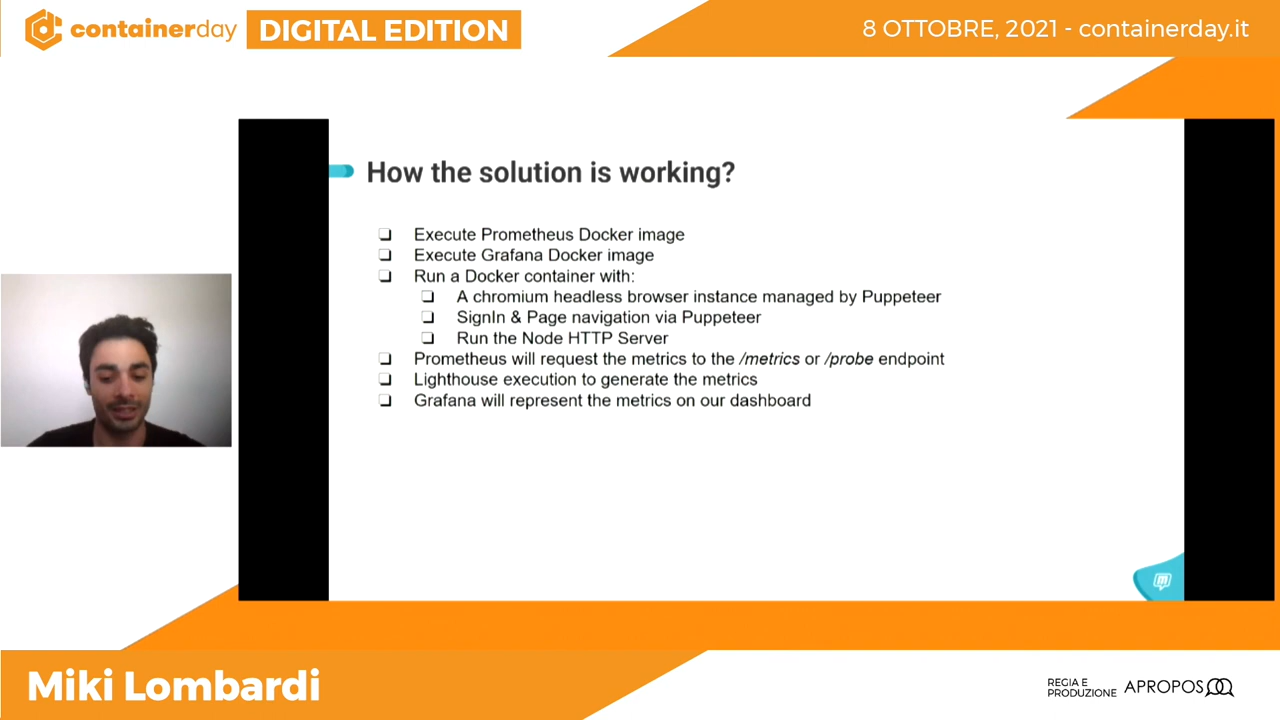 containerday
DIGITAL EDITION
8 OTTOBRE, 2021 - containerday.it
How the solution is working?
❏ Execute Prometheus Docker image
❏ Execute Grafana Docker image
❏ Run a Docker container with:
❏ A chromium headless browser instance managed by Puppeteer
❏ SignIn & Page navigation via Puppeteer
❏ Run the Node HTTP Server
❏ Prometheus will request the metrics to the /metrics or /probe endpoint
❏ Lighthouse execution to generate the metrics
❏ Grafana will represent the metrics on our dashboard
m
Miki Lombardi
REGIA E
PRODUZIONE
APROPOS